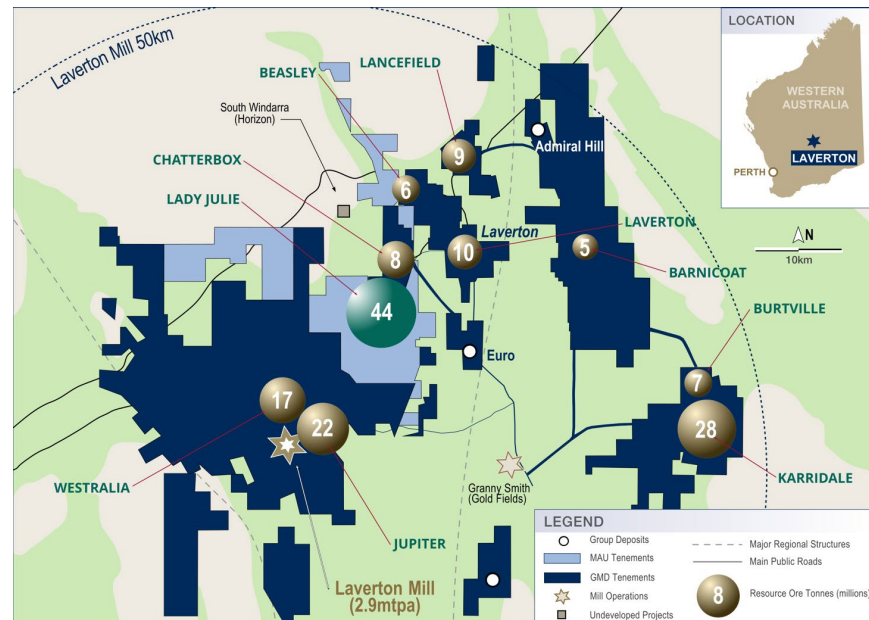 Laverton Mill 50km
BEASLEY
LANCEFIELD
South Windarra
(Horizon)
Admiral Hill
CHATTERBOX
9
6
LADY JULIE
Laverton
LAVERTON
8
10
5
BARNICOAT
44
BURTVILLE
Euro
7
17
22
28
WESTRALIA
Granny Smith
(Gold Fields)
KARRIDALE
JUPITER
Laverton Mill
(2.9mtpa)
LOCATION
WESTERN
AUSTRALIA
LAVERTON
PERTH
N
10km
LEGEND
Group Deposits
MAU Tenements
GMD Tenements
Mill Operations
Undeveloped Projects
Major Regional Structures
Main Public Roads
8
Resource Ore Tonnes (millions)